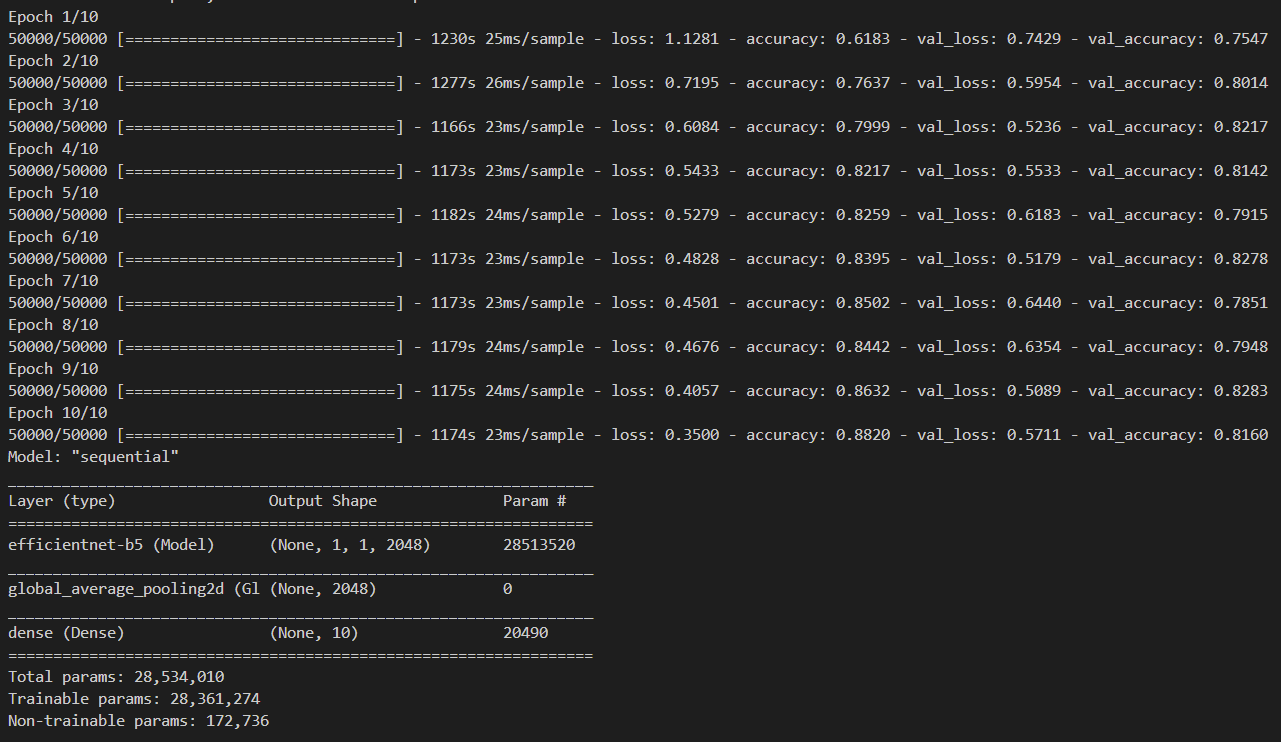 Epoch 1/10
50000/50000 [==============================] - 1230s 25ms/sample - loss: 1.1281 - accuracy: 0.6183 - val_loss: 0.7429 - val_accuracy: 0.7547
Epoch 2/10
50000/50000 [==============================] - 1277s 26ms/sample - loss: 0.7195 - accuracy: 0.7637 - val_loss: 0.5954 - val_accuracy: 0.8014
Epoch 3/10
50000/50000 [==============================] - 1166s 23ms/sample - loss: 0.6084 - accuracy: 0.7999 - val_loss: 0.5236 - val_accuracy: 0.8217
Epoch 4/10
50000/50000 [==============================] - 1173s 23ms/sample - loss: 0.5433 - accuracy: 0.8217 - val_loss: 0.5533 - val_accuracy: 0.8142
Epoch 5/10
50000/50000 [==============================] - 1182s 24ms/sample - loss: 0.5279 - accuracy: 0.8259 - val_loss: 0.6183 - val_accuracy: 0.7915
Epoch 6/10
50000/50000 [==============================] - 1173s 23ms/sample - loss: 0.4828 - accuracy: 0.8395 - val_loss: 0.5179 - val_accuracy: 0.8278
Epoch 7/10
50000/50000 [==============================] - 1173s 23ms/sample - loss: 0.4501 - accuracy: 0.8502 - val_loss: 0.6440 - val_accuracy: 0.7851
Epoch 8/10
50000/50000 [==============================] - 1179s 24ms/sample - loss: 0.4676 - accuracy: 0.8442 - val_loss: 0.6354 - val_accuracy: 0.7948
Epoch 9/10
50000/50000 [==============================] - 1175s 24ms/sample - loss: 0.4057 - accuracy: 0.8632 - val_loss: 0.5089 - val_accuracy: 0.8283
Epoch 10/10
50000/50000 [==============================] - 1174s 23ms/sample - loss: 0.3500 - accuracy: 0.8820 - val_loss: 0.5711 - val_accuracy: 0.8160
Model: "sequential"
_________________________________________________________________
Layer (type)                 Output Shape              Param #
=================================================================
efficientnet-b5 (Model)      (None, 1, 1, 2048)        28513520
_________________________________________________________________
global_average_pooling2d (Gl (None, 2048)              0
_________________________________________________________________
dense (Dense)                (None, 10)                20490
=================================================================
Total params: 28,534,010
Trainable params: 28,361,274
Non-trainable params: 172,736